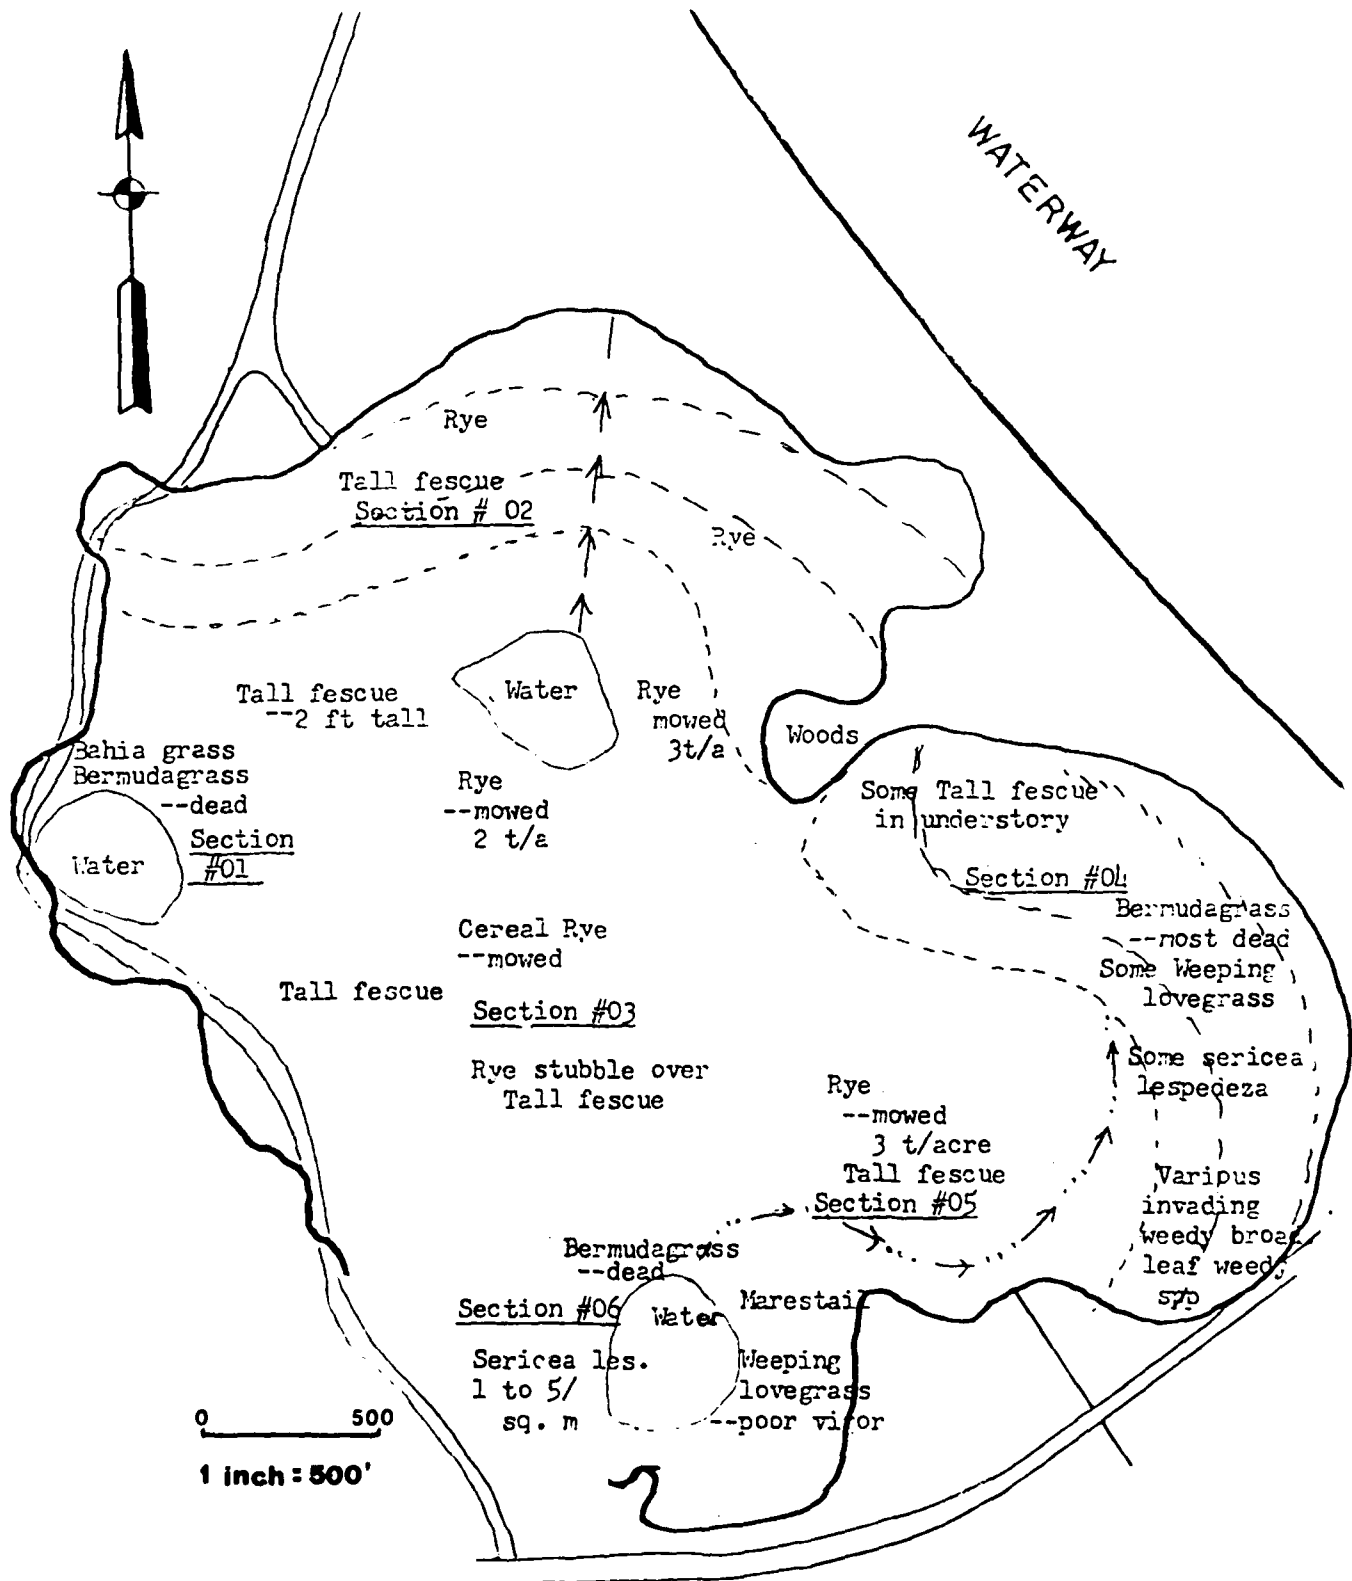 WATERWAY
Rye
Tall fescue
Section # 02
Rye
Tall fescue
--2 ft tall
Water
Rye
mowed
3t/a
Woods
Bahia grass
Bermudagrass
--dead
Section
#01
Water
Rye
--mowed
2 t/a
Some Tall fescue
in understory
Section #04
Bermudagrass
--most dead
Some Weeping
lovegrass
Cereal Rye
--mowed
Tall fescue
Section #03
Rye stubble over
Tall fescue
Some sericea
lespedeza
Rye
--mowed
3 t/acre
Tall fescue
Section #05
Various
invading
weedy broad
leaf weedy
spp
Bermudagrass
--dead
Section #06
Water
Marestail
Sericea les.
1 to 5/
sq. m
Weeping
lovegrass
--poor vigor
0 500
1 inch = 500'